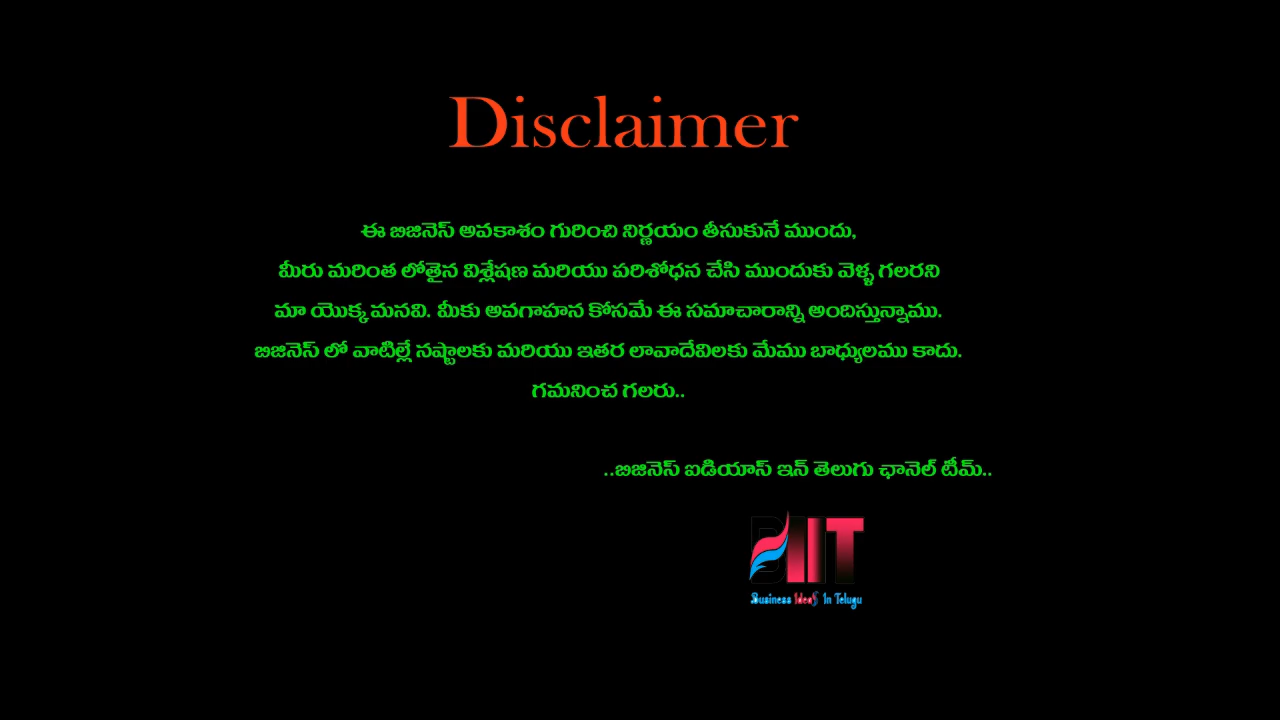 Disclaimer
ఈ బిజినెస్ అవకాశం గురించి నిర్ణయం తీసుకునే ముందు,
మీరు మరింత లోతైన విశ్లేషణ మరియు పరిశోధన చేసి ముందుకు వెళ్ళ గలరని
మా యొక్క మనవి. మీకు అవగాహన కోసమే ఈ సమాచారాన్ని అందిస్తున్నాము.
బిజినెస్ లో వాటిల్లే నష్టాలకు మరియు ఇతర లావాదేవిలకు మేము బాధ్యులము కాదు.
గమనించ గలరు..
..బిజినెస్ ఐడియాస్ ఇన్ తెలుగు ఛానెల్ టీమ్..
BIIT
Business Ideas In Telugu